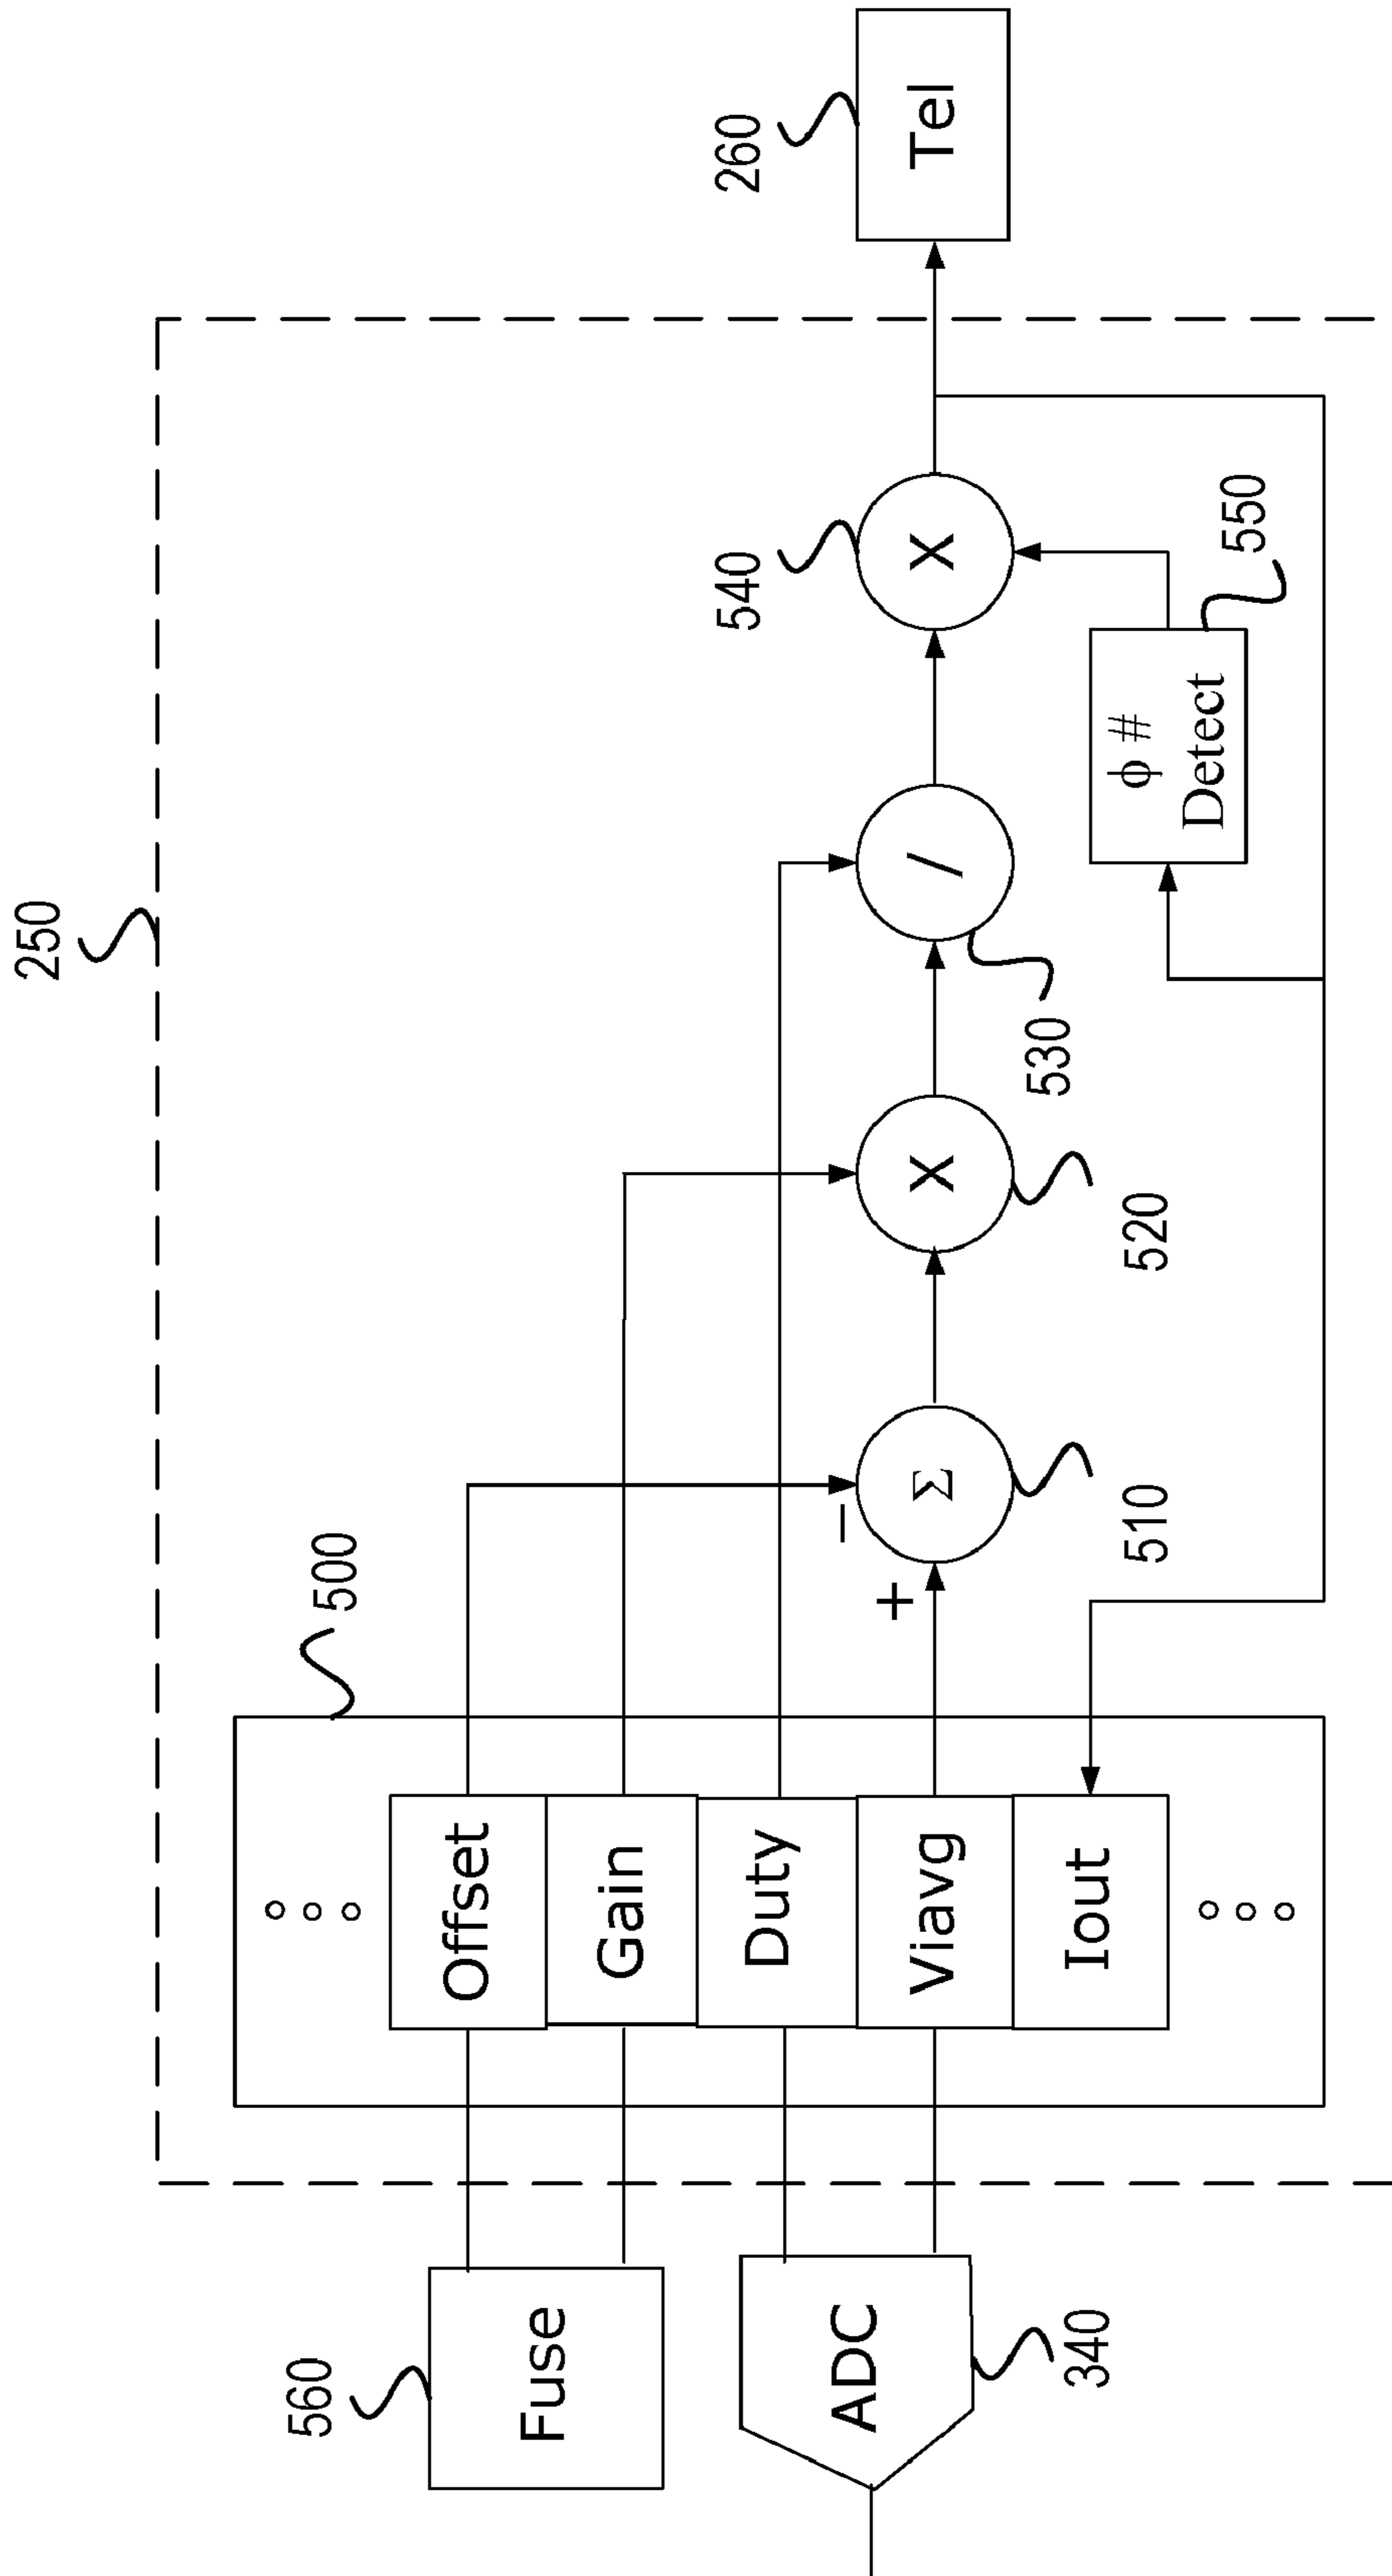 250
500
560
Fuse
340
ADC
Offset
Gain
Duty
Viavg
Iout
−
+
Σ
510
X
520
/
530
X
540
ϕ #
Detect
550
Tel
260